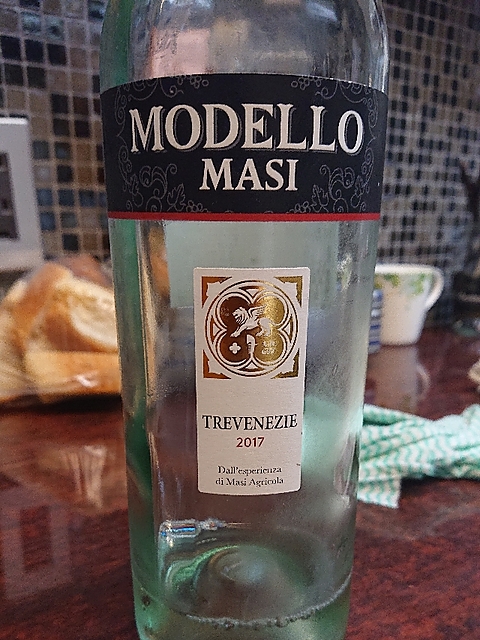 MODELLO
MASI
TREVENEZIE
2017
Dall'esperienza
di Masi Agricola